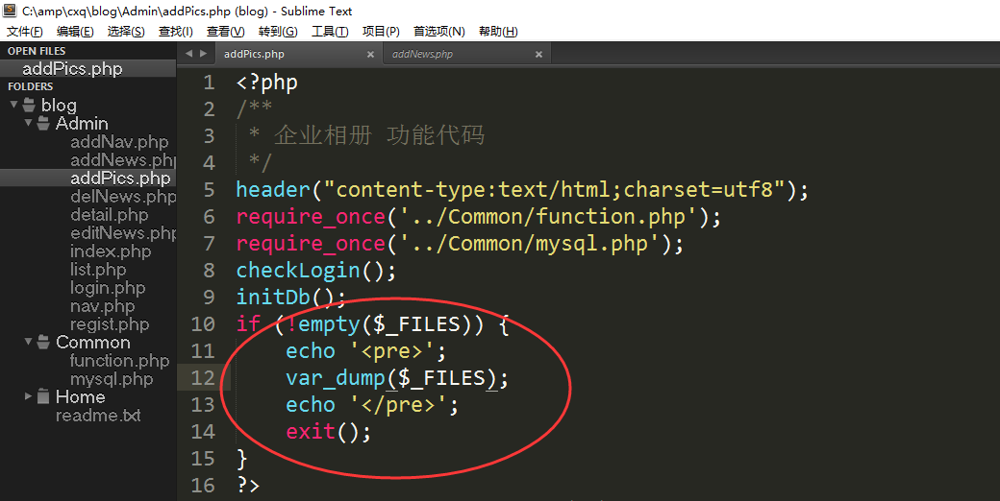 C:\amp\cxq\blog\Admin\addPics.php (blog) - Sublime Text
文件(F) 编辑(E) 选择(S) 查找(I) 查看(V) 转到(G) 工具(T) 项目(P) 首选项(N) 帮助(H)
OPEN FILES
addPics.php
FOLDERS
blog
Admin
addNav.php
addNews.php
addPics.php
delNews.php
detail.php
editNews.php
index.php
list.php
login.php
nav.php
regist.php
Common
function.php
mysql.php
Home
readme.txt
addPics.php × addNews.php ×
1 <?php
2 /**
3 * 企业相册 功能代码
4 */
5 header("content-type:text/html;charset=utf8");
6 require_once('../Common/function.php');
7 require_once('../Common/mysql.php');
8 checkLogin();
9 initDb();
10 if (!empty($_FILES)) {
11 echo '<pre>';
12 var_dump($_FILES);
13 echo '</pre>';
14 exit();
15 }
16 ?>